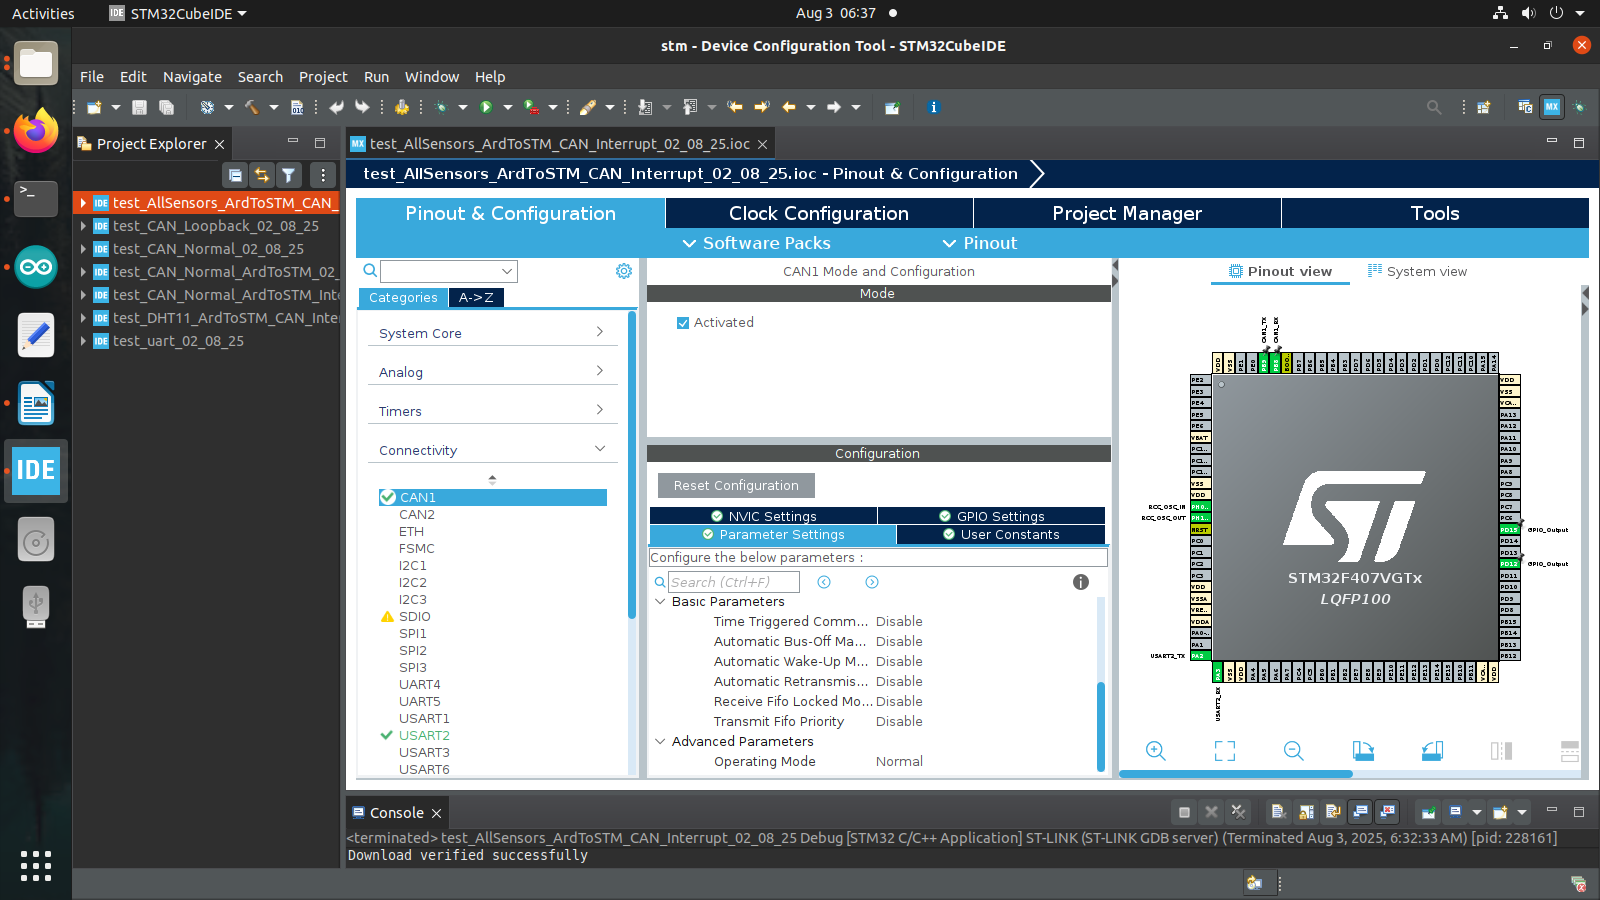 Activities
STM32CubeIDE
Aug 3 06:37
stm - Device Configuration Tool - STM32CubeIDE
File Edit Navigate Search Project Run Window Help
Project Explorer
test_AllSensors_ArdToSTM_CAN_
test_CAN_Loopback_02_08_25
test_CAN_Normal_02_08_25
test_CAN_Normal_ArdToSTM_02_
test_CAN_Normal_ArdToSTM_Int
test_DHT11_ArdToSTM_CAN_Inte
test_uart_02_08_25
test_AllSensors_ArdToSTM_CAN_Interrupt_02_08_25.ioc
test_AllSensors_ArdToSTM_CAN_Interrupt_02_08_25.ioc - Pinout & Configuration
Pinout & Configuration
Clock Configuration
Project Manager
Tools
Software Packs
Pinout
Categories
A->Z
System Core
Analog
Timers
Connectivity
CAN1
CAN2
ETH
FSMC
I2C1
I2C2
I2C3
SDIO
SPI1
SPI2
SPI3
UART4
UART5
USART1
USART2
USART3
USART6
CAN1 Mode and Configuration
Mode
Activated
Configuration
Reset Configuration
NVIC Settings
GPIO Settings
Parameter Settings
User Constants
Configure the below parameters :
Search (Ctrl+F)
Basic Parameters
Time Triggered Comm... Disable
Automatic Bus-Off Ma... Disable
Automatic Wake-Up M... Disable
Automatic Retransmis... Disable
Receive Fifo Locked Mo... Disable
Transmit Fifo Priority Disable
Advanced Parameters
Operating Mode Normal
Pinout view
System view
CAN1_TX
CAN1_RX
RCC_OSC_IN
RCC_OSC_OUT
USART2_TX
USART2_RX
GPIO_Output
GPIO_Output
STM32F407VGTx
LQFP100
Console
<terminated> test_AllSensors_ArdToSTM_CAN_Interrupt_02_08_25 Debug [STM32 C/C++ Application] ST-LINK (ST-LINK GDB server) (Terminated Aug 3, 2025, 6:32:33 AM) [pid: 228161]
Download verified successfully